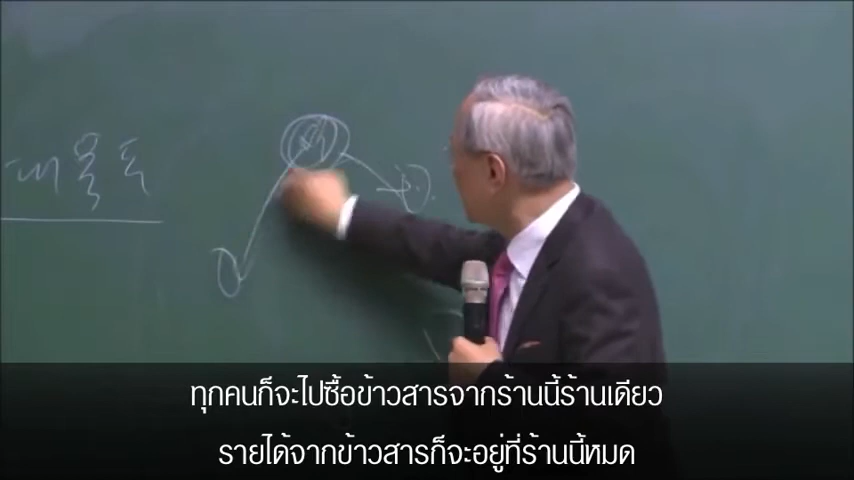 ทุกคนก็จะไปซื้อข้าวสารจากร้านนี้ร้านเดียว
รายได้จากข้าวสารก็จะอยู่ที่ร้านนี้หมด